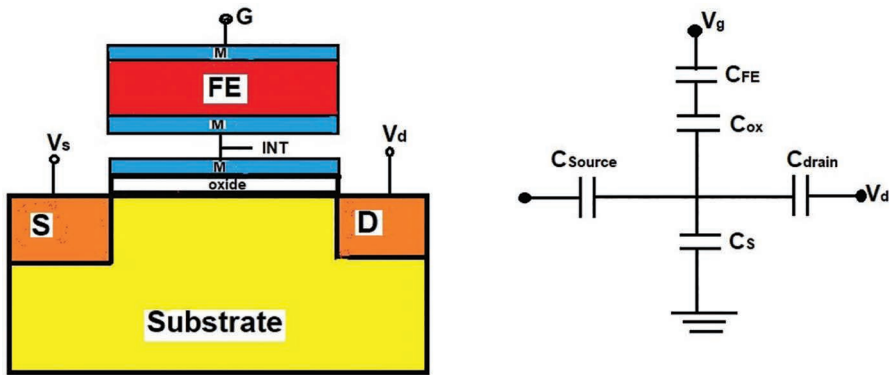 G
M
FE
M
INT
Vs
Vd
M
oxide
S
D
Substrate
Vg
CFE
Cox
CSource
Cdrain
Vd
CS